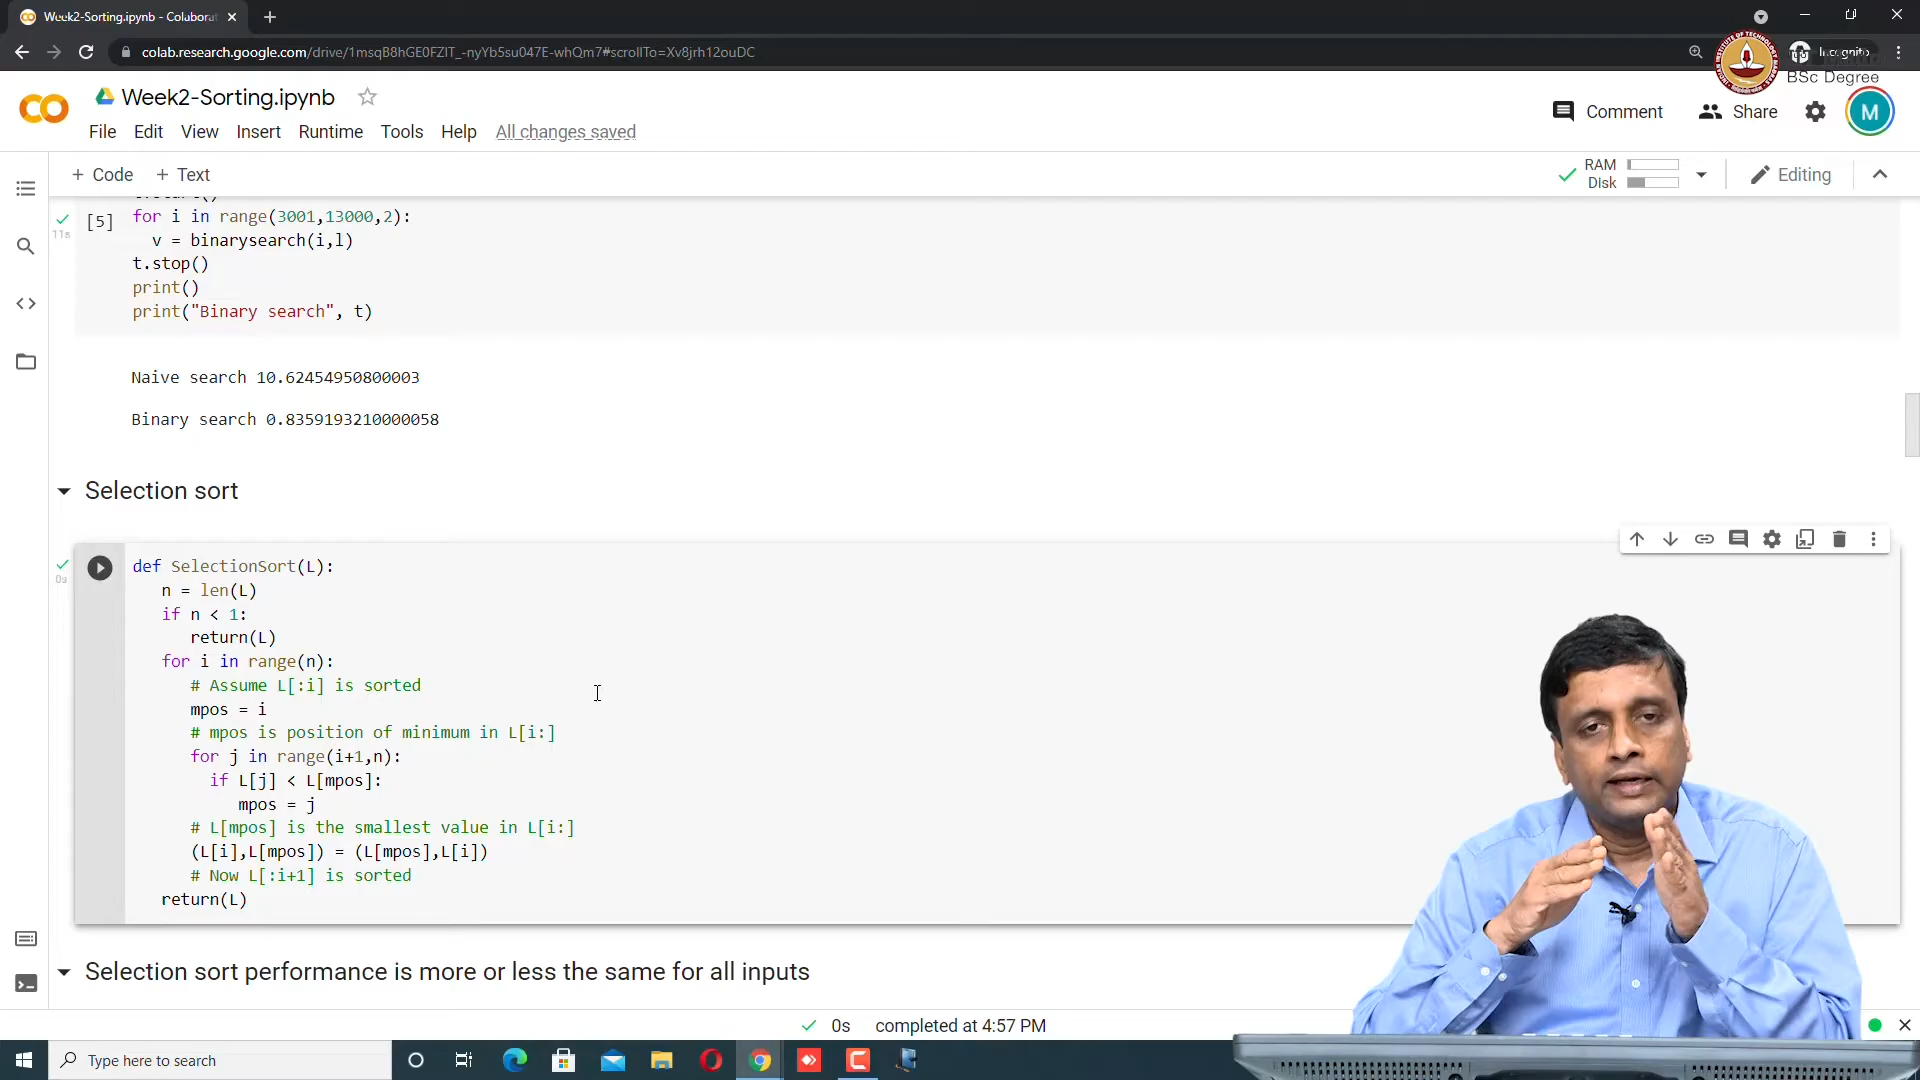 Week2-Sorting.ipynb - Colaborat
colab.research.google.com/drive/1msqB8hGE0FZIT_-nyYb5su047E-whQm7#scrollTo=Xv8jrh12ouDC
Incognito
INSTITUTE OF TECHNOLOGY
BSc Degree
Week2-Sorting.ipynb
File Edit View Insert Runtime Tools Help All changes saved
Comment Share M
+ Code + Text
RAM
Disk
Editing
[5]
11s
for i in range(3001,13000,2):
v = binarysearch(i,l)
t.stop()
print()
print("Binary search", t)
Naive search 10.62454950800003
Binary search 0.8359193210000058
Selection sort
0s
def SelectionSort(L):
n = len(L)
if n < 1:
return(L)
for i in range(n):
# Assume L[:i] is sorted
mpos = i
# mpos is position of minimum in L[i:]
for j in range(i+1,n):
if L[j] < L[mpos]:
mpos = j
# L[mpos] is the smallest value in L[i:]
(L[i],L[mpos]) = (L[mpos],L[i])
# Now L[:i+1] is sorted
return(L)
Selection sort performance is more or less the same for all inputs
0s completed at 4:57 PM
Type here to search